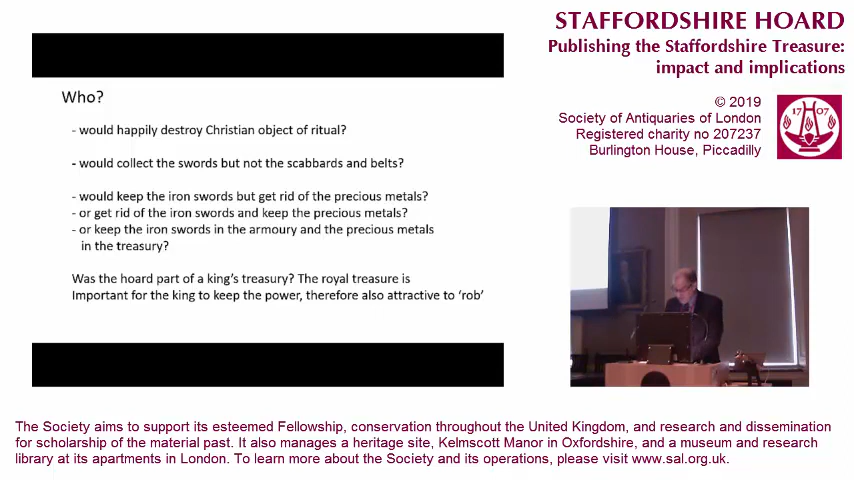 STAFFORDSHIRE HOARD
Publishing the Staffordshire Treasure:
impact and implications
© 2019
Society of Antiquaries of London
Registered charity no 207237
Burlington House, Piccadilly
17 07
Who?
- would happily destroy Christian object of ritual?
- would collect the swords but not the scabbards and belts?
- would keep the iron swords but get rid of the precious metals?
- or get rid of the iron swords and keep the precious metals?
- or keep the iron swords in the armoury and the precious metals
in the treasury?
Was the hoard part of a king's treasury? The royal treasure is
Important for the king to keep the power, therefore also attractive to 'rob'
The Society aims to support its esteemed Fellowship, conservation throughout the United Kingdom, and research and dissemination
for scholarship of the material past. It also manages a heritage site, Kelmscott Manor in Oxfordshire, and a museum and research
library at its apartments in London. To learn more about the Society and its operations, please visit www.sal.org.uk.